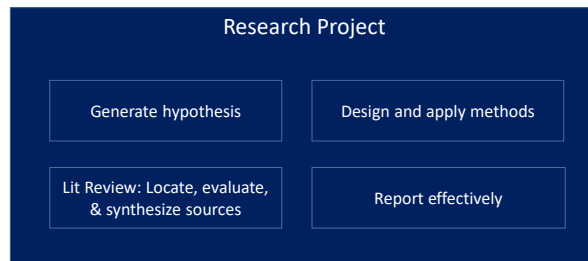 Research Project
Generate hypothesis
Design and apply methods
Lit Review: Locate, evaluate,
& synthesize sources
Report effectively